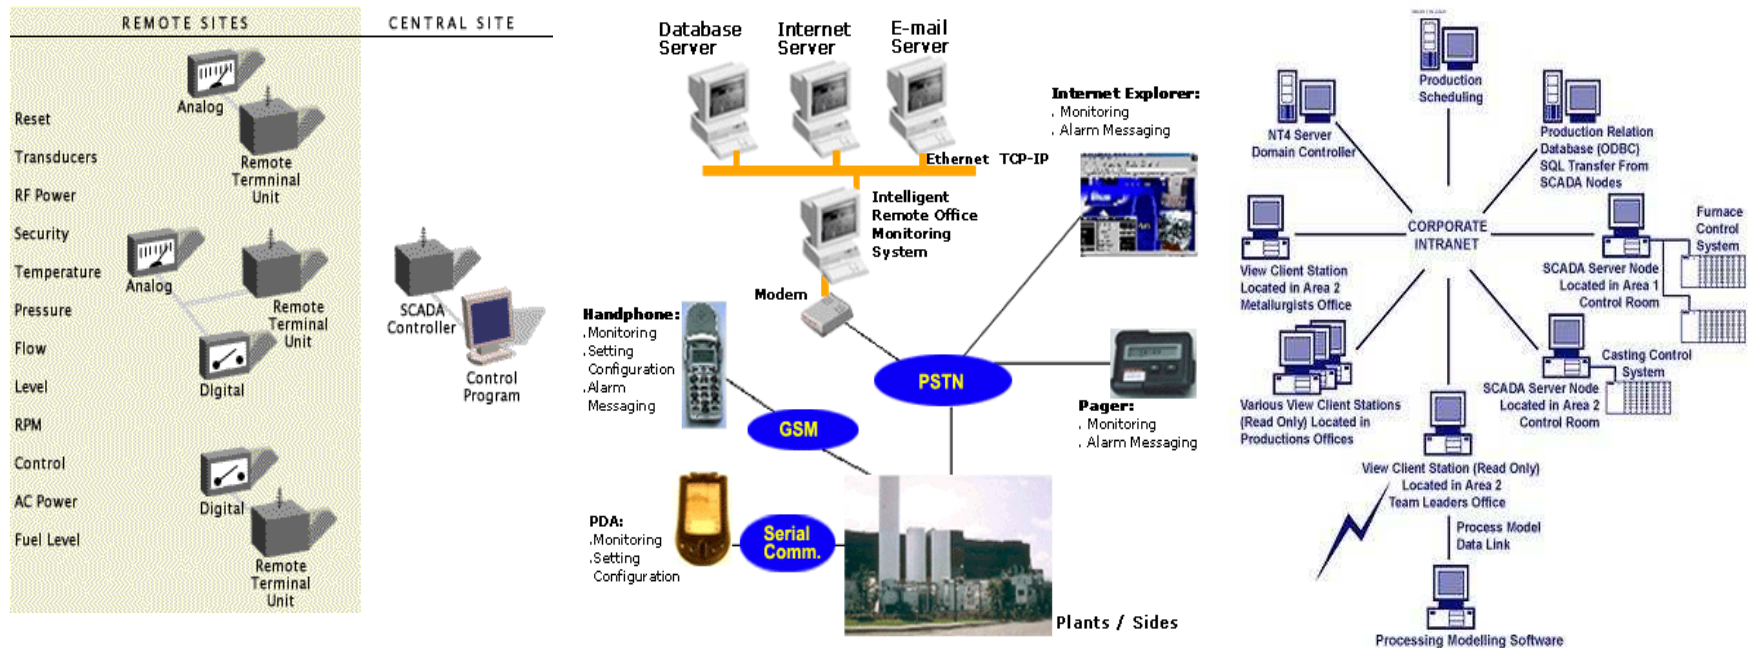 REMOTE SITES
CENTRAL SITE
Analog
Remote
Termninal
Unit
Reset
Transducers
RF Power
Security
Temperature
Pressure
Flow
Level
RPM
Control
AC Power
Fuel Level
Analog
Remote
Terminal
Unit
Digital
Digital
Remote
Terminal
Unit
SCADA
Controller
Control
Program
Database
Server
Internet
Server
E-mail
Server
Ethernet TCP-IP
Intelligent
Remote Office
Monitoring
System
Modem
Internet Explorer:
. Monitoring
. Alarm Messaging
Handphone:
.Monitoring
.Setting
Configuration
.Alarm
Messaging
PSTN
GSM
Pager:
. Monitoring
. Alarm Messaging
PDA:
.Monitoring
.Setting
Configuration
Serial
Comm.
Plants / Sides
Production
Scheduling
NT4 Server
Domain Controller
Production Relation
Database (ODBC)
SQL Transfer From
SCADA Nodes
CORPORATE
INTRANET
Furnace
Control
System
View Client Station
Located in Area 2
Metallurgists Office
SCADA Server Node
Located in Area 1
Control Room
Various View Client Stations
(Read Only) Located in
Productions Offices
Casting Control
System
SCADA Server Node
Located in Area 2
Control Room
View Client Station (Read Only)
Located in Area 2
Team Leaders Office
Process Model
Data Link
Processing Modelling Software